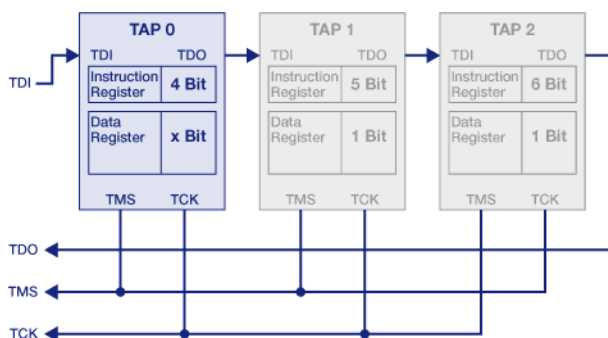 TAP 0
TDI TDO
Instruction Register 4 Bit
Data Register x Bit
TMS TCK
TAP 1
TDI TDO
Instruction Register 5 Bit
Data Register 1 Bit
TMS TCK
TAP 2
TDI TDO
Instruction Register 6 Bit
Data Register 1 Bit
TMS TCK
TDI
TDO
TMS
TCK